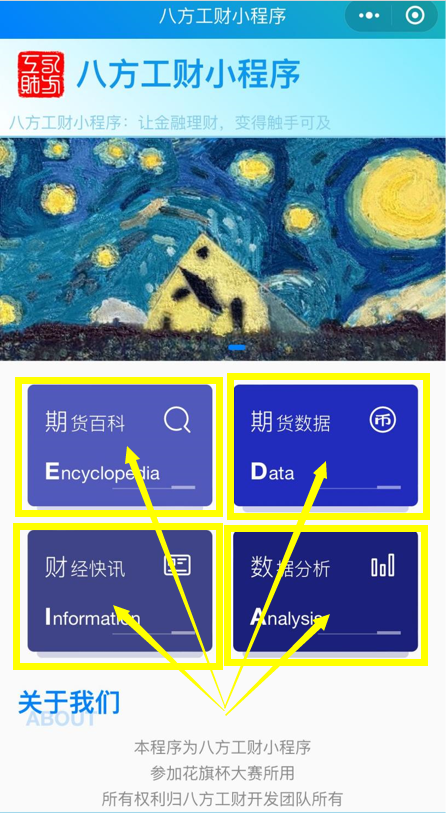 八方工财小程序
八方工财小程序
八方工财小程序：让金融理财，变得触手可及
期货百科
Encyclopedia
期货数据
币
Data
财经快讯
Information
数据分析
Analysis
关于我们
ABOUT
本程序为八方工财小程序
参加花旗杯大赛所用
所有权利归八方工财开发团队所有